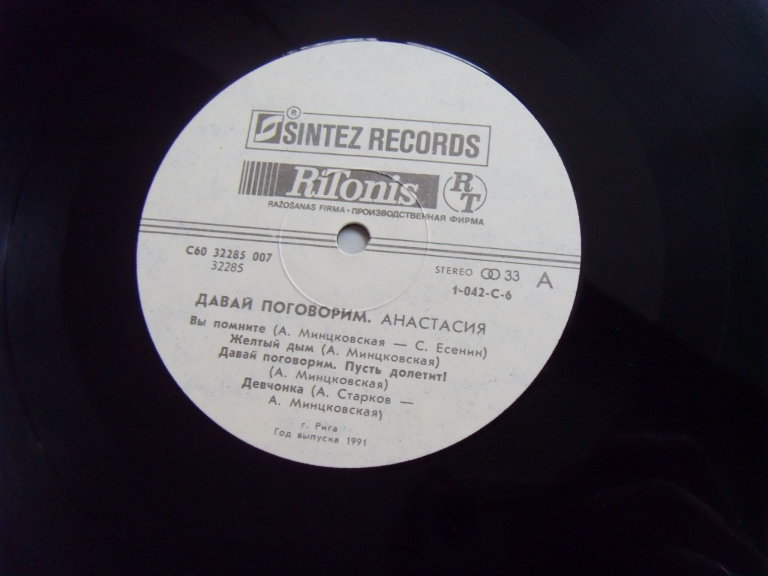 ®
SINTEZ RECORDS
RiTonis RT
RAŽOŠANAS FIRMA • ПРОИЗВОДСТВЕННАЯ ФИРМА
С60 32285 007
32285
STEREO 33 A
1-042-С-6
ДАВАЙ ПОГОВОРИМ. АНАСТАСИЯ
Вы помните (А. Минцковская — С. Есенин)
Желтый дым (А. Минцковская)
Давай поговорим. Пусть долетит!
(А. Минцковская)
Девчонка (А. Старков —
А. Минцковская)
г. Рига
Год выпуска 1991